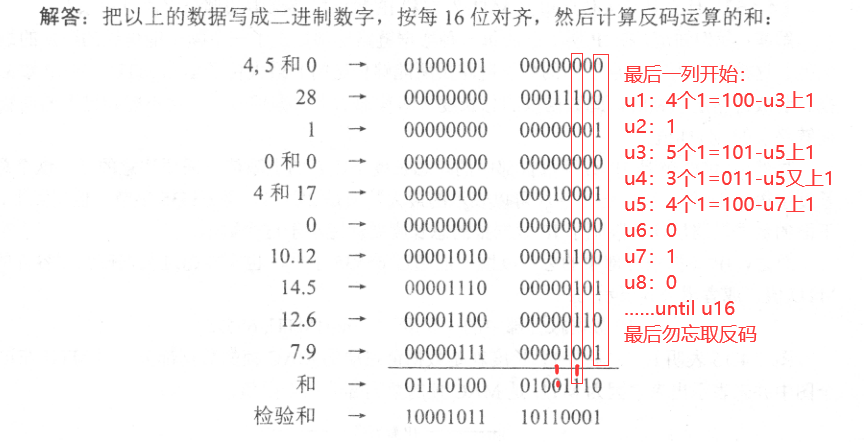 解答：把以上的数据写成二进制数字，按每 16 位对齐，然后计算反码运算的和：
4, 5 和 0 → 01000101 00000000
28 → 00000000 00011100
1 → 00000000 00000001
0 和 0 → 00000000 00000000
4 和 17 → 00000100 00010001
0 → 00000000 00000000
10.12 → 00001010 00001100
14.5 → 00001110 00000101
12.6 → 00001100 00000110
7.9 → 00000111 00001001
和 → 01110100 01001110
检验和 → 10001011 10110001
最后一列开始：
u1：4个1=100-u3上1
u2：1
u3：5个1=101-u5上1
u4：3个1=011-u5又上1
u5：4个1=100-u7上1
u6：0
u7：1
u8：0
......until u16
最后勿忘取反码